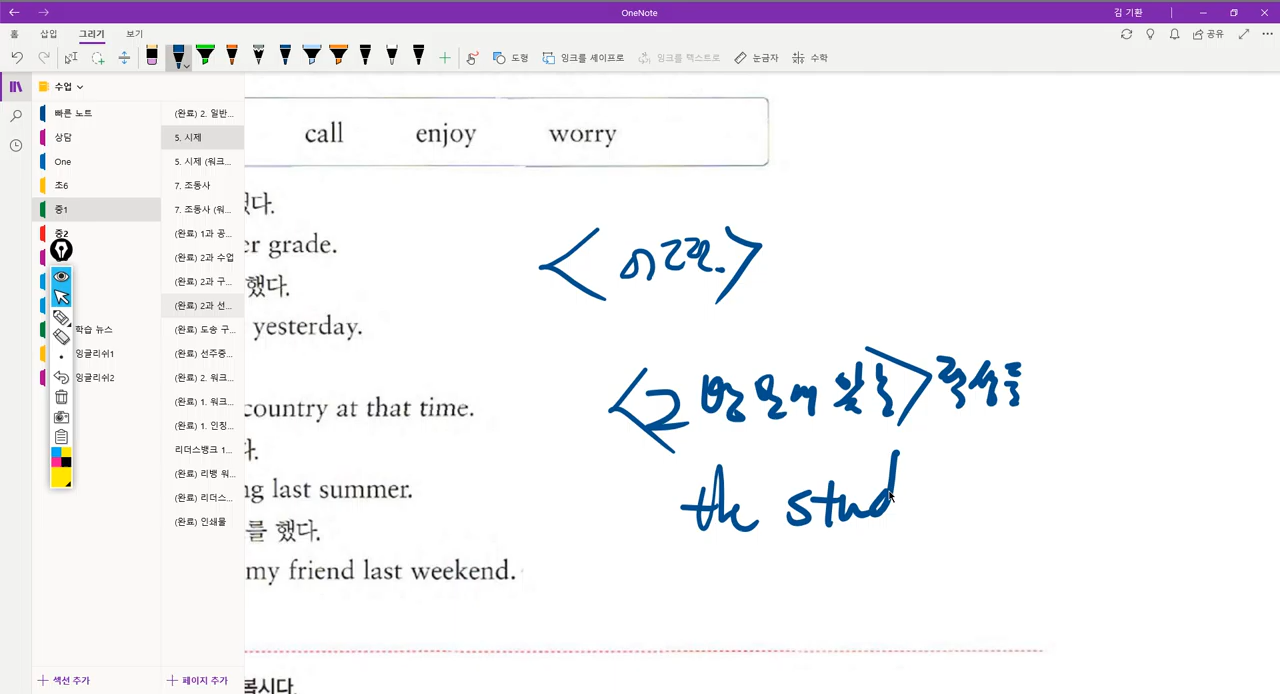 OneNote
김 기환
홈 삽입 그리기 보기
공유
도형 잉크를 셰이프로 잉크를 텍스트로 눈금자 수학
수업
빠른 노트
상담
One
초6
중1
중2
학습 뉴스
잉글리쉬1
잉글리쉬2
섹션 추가
(완료) 2. 일반...
5. 시제
5. 시제 (워크...
7. 조동사
7. 조동사 (워...
(완료) 1과 공...
(완료) 2과 수업
(완료) 2과 구...
(완료) 2과 선...
(완료) 도송 구...
(완료) 선주중...
(완료) 2. 워크...
(완료) 1. 워크...
(완료) 1. 인칭...
리더스뱅크 1...
(완료) 리뱅 워...
(완료) 리더스...
(완료) 인쇄물
페이지 추가
call enjoy worry
었다.
er grade.
했다.
yesterday.
country at that time.
다.
ng last summer.
를 했다.
my friend last weekend.
<그 방 안에 있는> 학생들
the stud
봅시다.